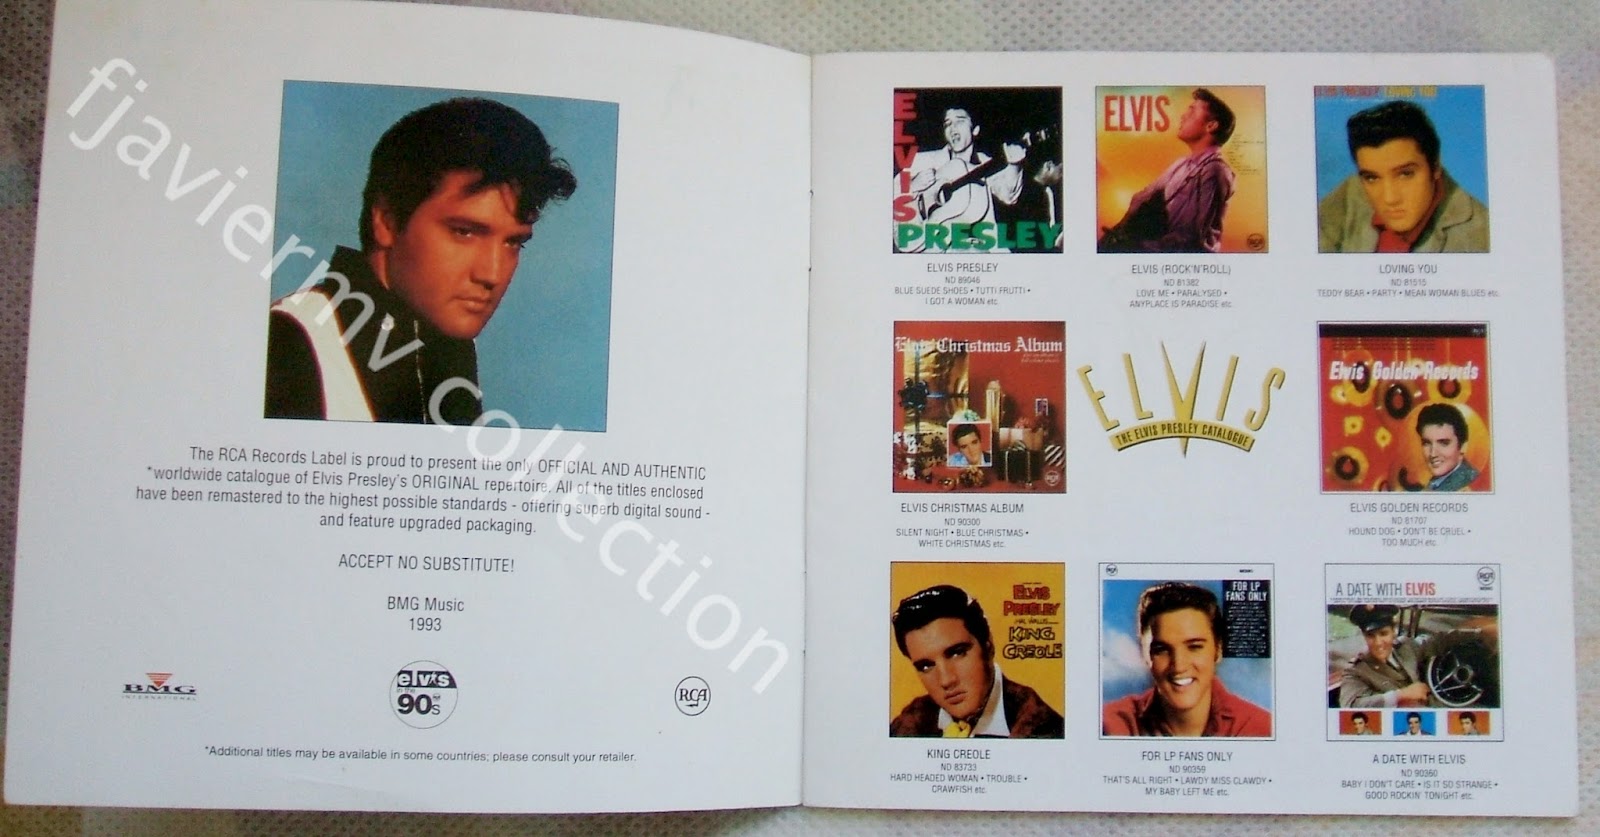 fjaviermv collection
The RCA Records Label is proud to present the only OFFICIAL AND AUTHENTIC
*worldwide catalogue of Elvis Presley's ORIGINAL repertoire. All of the titles enclosed
have been remastered to the highest possible standards - offering superb digital sound -
and feature upgraded packaging.
ACCEPT NO SUBSTITUTE!
BMG Music
1993
BMG
INTERNATIONAL
elvis
in the
90s
RCA
*Additional titles may be available in some countries; please consult your retailer.
ELVIS
PRESLEY
ELVIS PRESLEY
ND 89046
BLUE SUEDE SHOES • TUTTI FRUTTI •
I GOT A WOMAN etc.
ELVIS
ELVIS (ROCK'N'ROLL)
ND 81382
LOVE ME • PARALYSED •
ANYPLACE IS PARADISE etc.
ELVIS PRESLEY LOVING YOU
LOVING YOU
ND 81515
TEDDY BEAR • PARTY • MEAN WOMAN BLUES etc.
Elvis' Christmas Album
ELVIS CHRISTMAS ALBUM
ND 90300
SILENT NIGHT • BLUE CHRISTMAS •
WHITE CHRISTMAS etc.
ELVIS
THE ELVIS PRESLEY CATALOGUE
Elvis' Golden Records
ELVIS GOLDEN RECORDS
ND 81707
HOUND DOG • DON'T BE CRUEL •
TOO MUCH etc.
ELVIS
PRESLEY
HAL WALLIS
KING
CREOLE
KING CREOLE
ND 83733
HARD HEADED WOMAN • TROUBLE •
CRAWFISH etc.
FOR LP
FANS ONLY
FOR LP FANS ONLY
ND 90359
THAT'S ALL RIGHT • LAWDY MISS CLAWDY •
MY BABY LEFT ME etc.
RCA
A DATE WITH ELVIS
A DATE WITH ELVIS
ND 90360
BABY I DON'T CARE • IS IT SO STRANGE •
GOOD ROCKIN' TONIGHT etc.